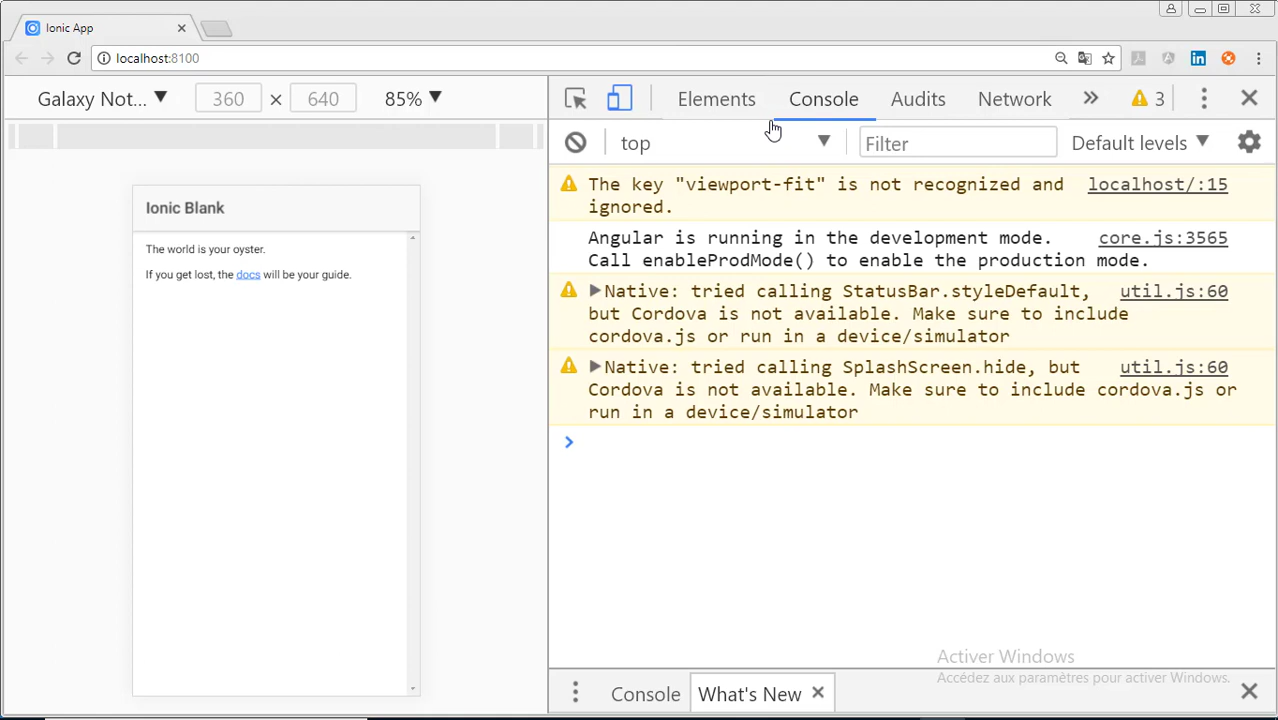 Ionic App
localhost:8100
Galaxy Not...
360 × 640
85%
Elements
Console
Audits
Network
3
top
Filter
Default levels
Ionic Blank
The world is your oyster.
If you get lost, the docs will be your guide.
The key "viewport-fit" is not recognized and localhost/:15
ignored.
Angular is running in the development mode. core.js:3565
Call enableProdMode() to enable the production mode.
Native: tried calling StatusBar.styleDefault, util.js:60
but Cordova is not available. Make sure to include
cordova.js or run in a device/simulator
Native: tried calling SplashScreen.hide, but util.js:60
Cordova is not available. Make sure to include cordova.js or
run in a device/simulator
Activer Windows
Accédez aux paramètres pour activer Windows.
Console
What's New